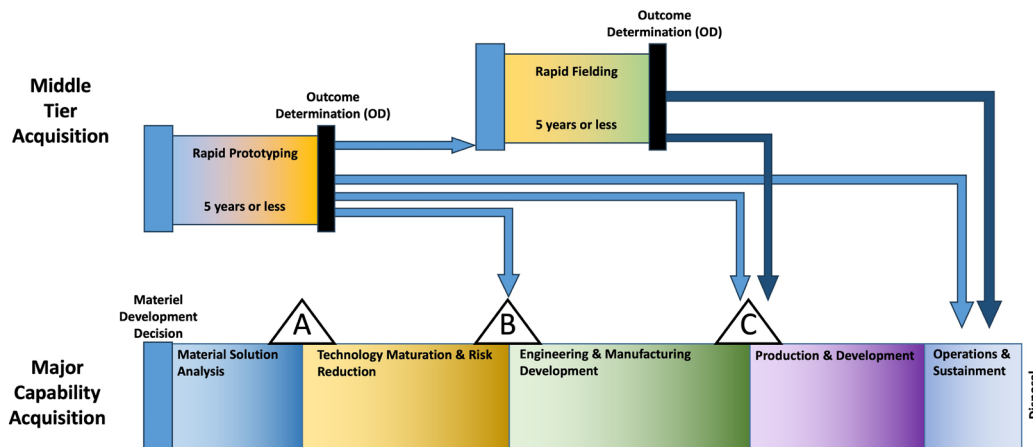 Middle
Tier
Acquisition
Rapid Prototyping
5 years or less
Outcome
Determination (OD)
Rapid Fielding
5 years or less
Outcome
Determination (OD)
Materiel
Development
Decision
A
B
C
Major
Capability
Acquisition
Material Solution
Analysis
Technology Maturation & Risk
Reduction
Engineering & Manufacturing
Development
Production & Development
Operations &
Sustainment
Disposal